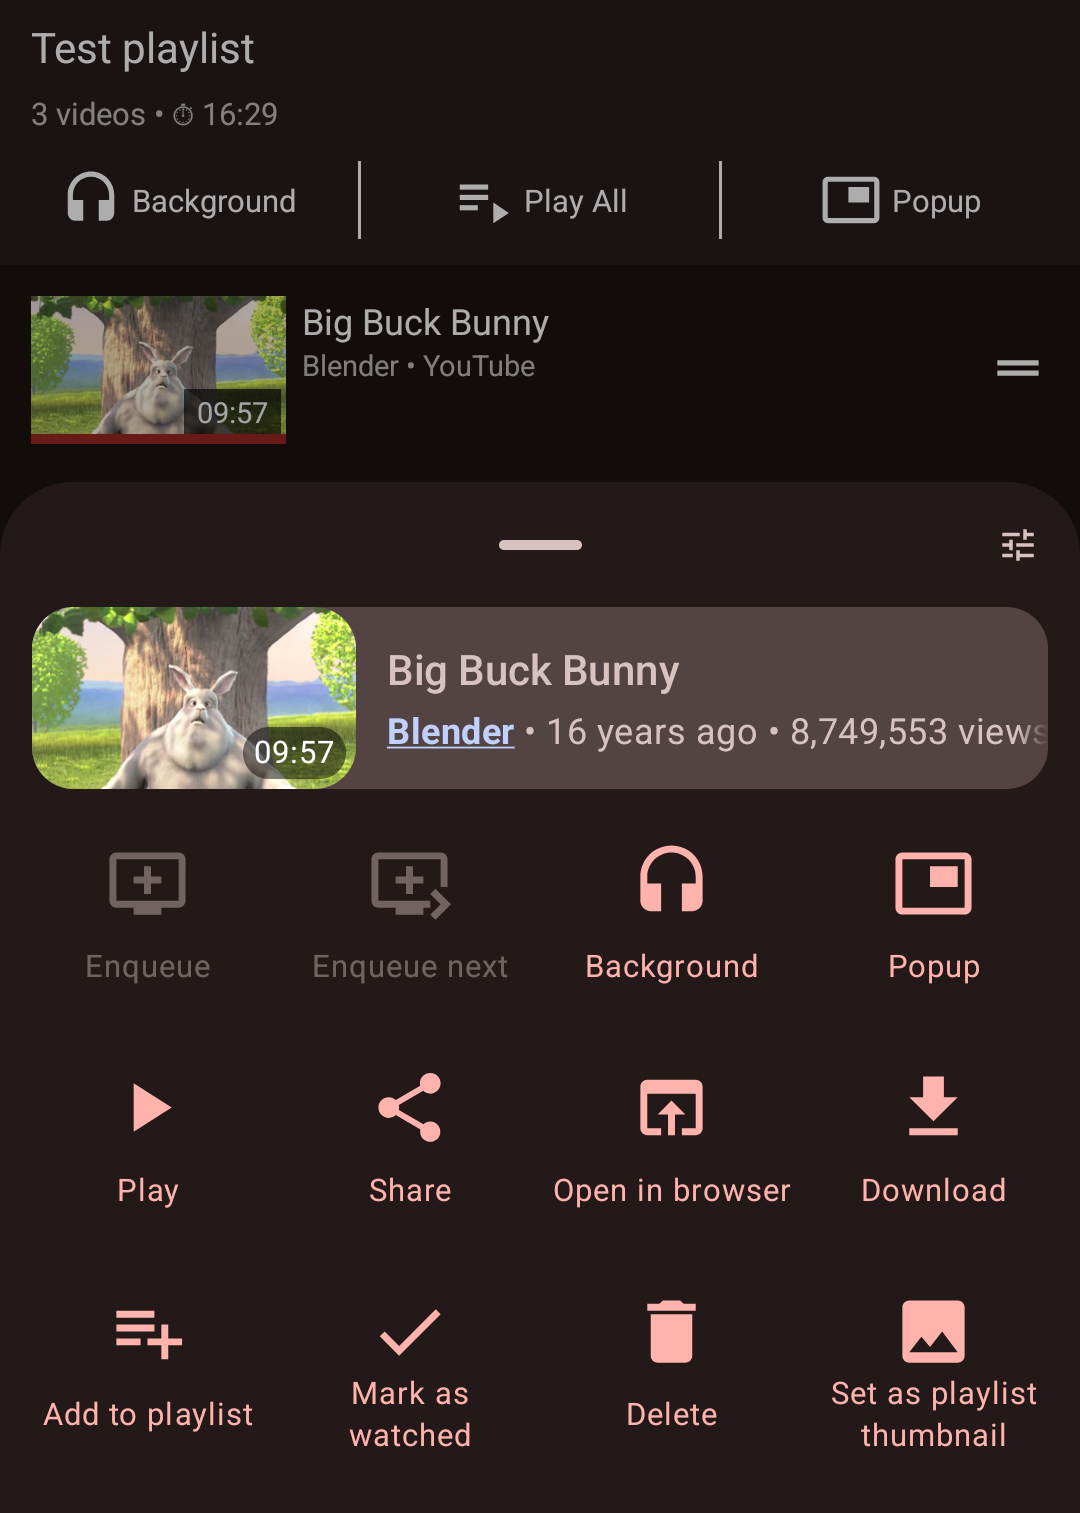 Test playlist
3 videos • ⏱ 16:29
Background
Play All
Popup
Big Buck Bunny
Blender • YouTube
09:57
Big Buck Bunny
Blender • 16 years ago • 8,749,553 views
09:57
Enqueue
Enqueue next
Background
Popup
Play
Share
Open in browser
Download
Add to playlist
Mark as
watched
Delete
Set as playlist
thumbnail